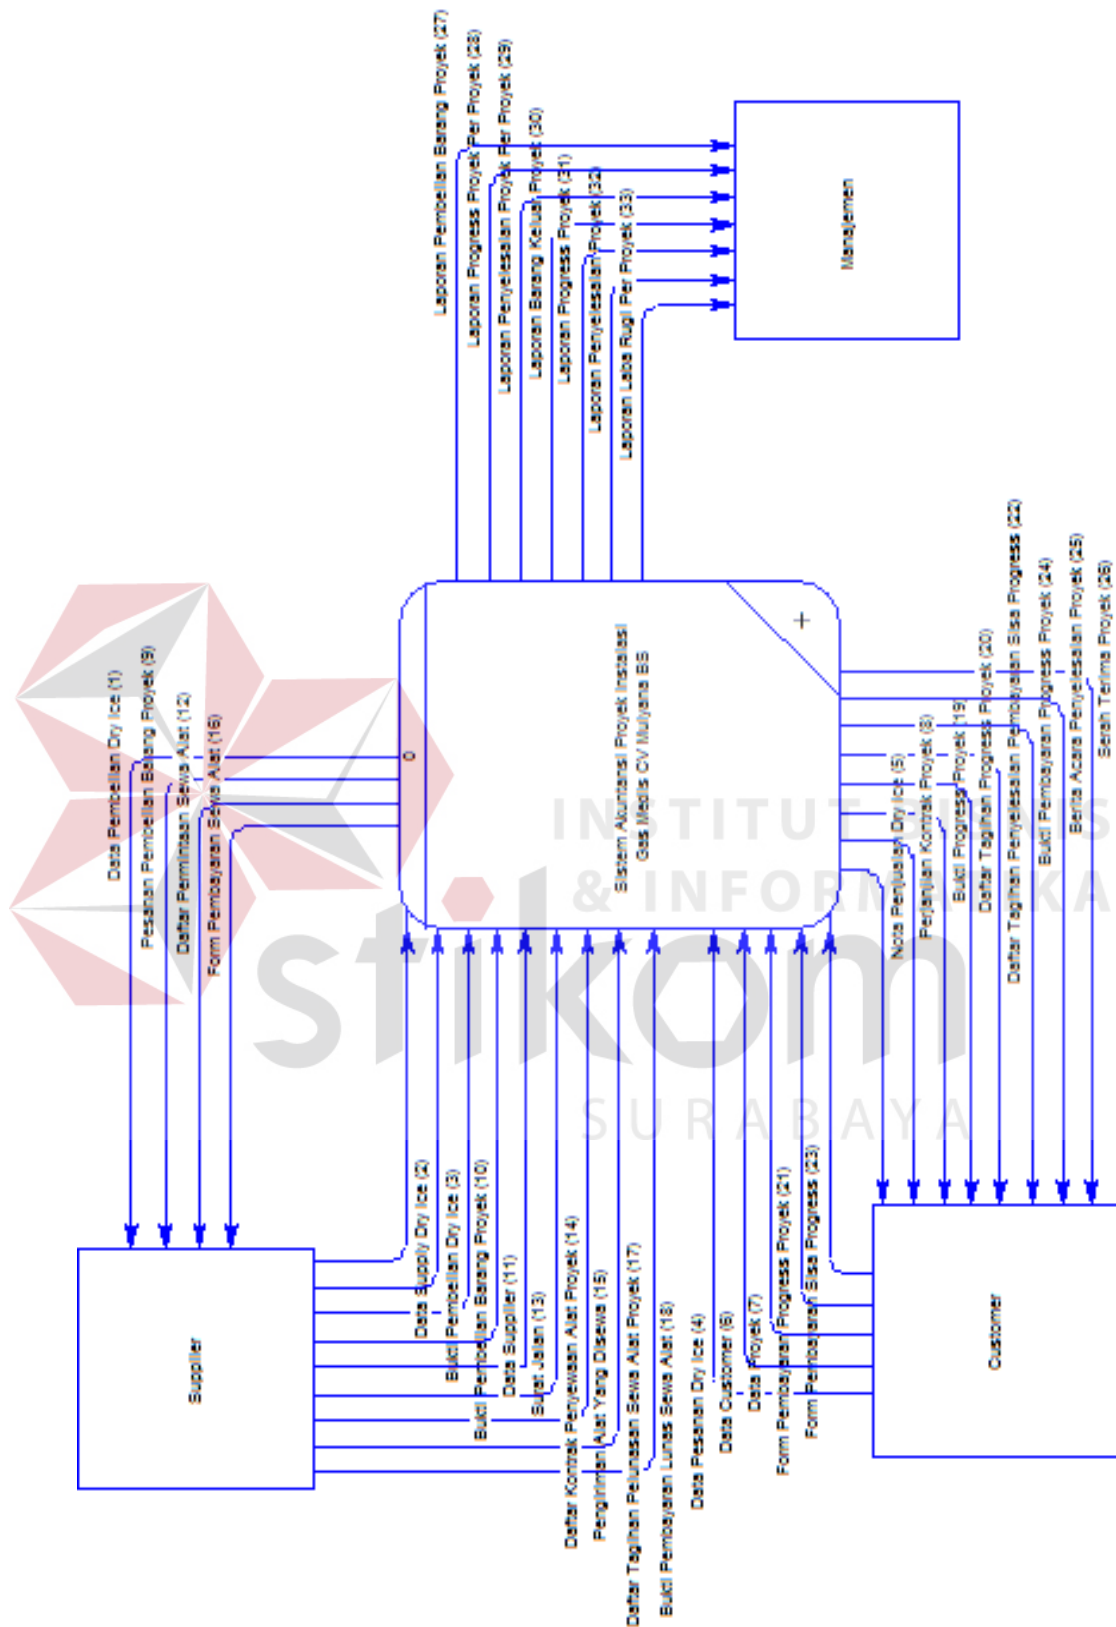 Data Pembelian Dry Ice (1)
Pesanan Pembelian Barang Proyek (9)
Daftar Permintaan Sewa Alat (12)
Form Pembayaran Sewa Alat (16)
Supplier
Data Supply Dry Ice (2)
Bukti Pembelian Dry Ice (3)
Bukti Pembelian Barang Proyek (10)
Data Supplier (11)
Surat Jalan (13)
Daftar Kontrak Penyewaan Alat Proyek (14)
Pengiriman Alat Yang Disewa (15)
Daftar Tagihan Pelunasan Sewa Alat Proyek (17)
Bukti Pembayaran Lunas Sewa Alat (18)
Data Pesanan Dry Ice (4)
Data Customer (6)
Data Proyek (7)
Form Pembayaran Progress Proyek (21)
Form Pembayaran Sisa Progress (23)
Customer
0
Sistem Akuntansi Proyek Instalasi
Gas Medis CV Mulyana BS
+
Nota Penjualan Dry Ice (5)
Perjanjian Kontrak Proyek (8)
Bukti Progress Proyek (19)
Daftar Tagihan Progress Proyek (20)
Daftar Tagihan Penyelesaian Pembayaran Sisa Progress (22)
Bukti Pembayaran Progress Proyek (24)
Berita Acara Penyelesaian Proyek (25)
Serah Terima Proyek (26)
Laporan Pembelian Barang Proyek (27)
Laporan Progress Proyek Per Proyek (28)
Laporan Penyelesaian Proyek Per Proyek (29)
Laporan Barang Keluar Proyek (30)
Laporan Progress Proyek (31)
Laporan Penyelesaian Proyek (32)
Laporan Laba Rugi Per Proyek (33)
Manajemen
INSTITUT BISNIS
& INFORMATIKA
stikom
SURABAYA